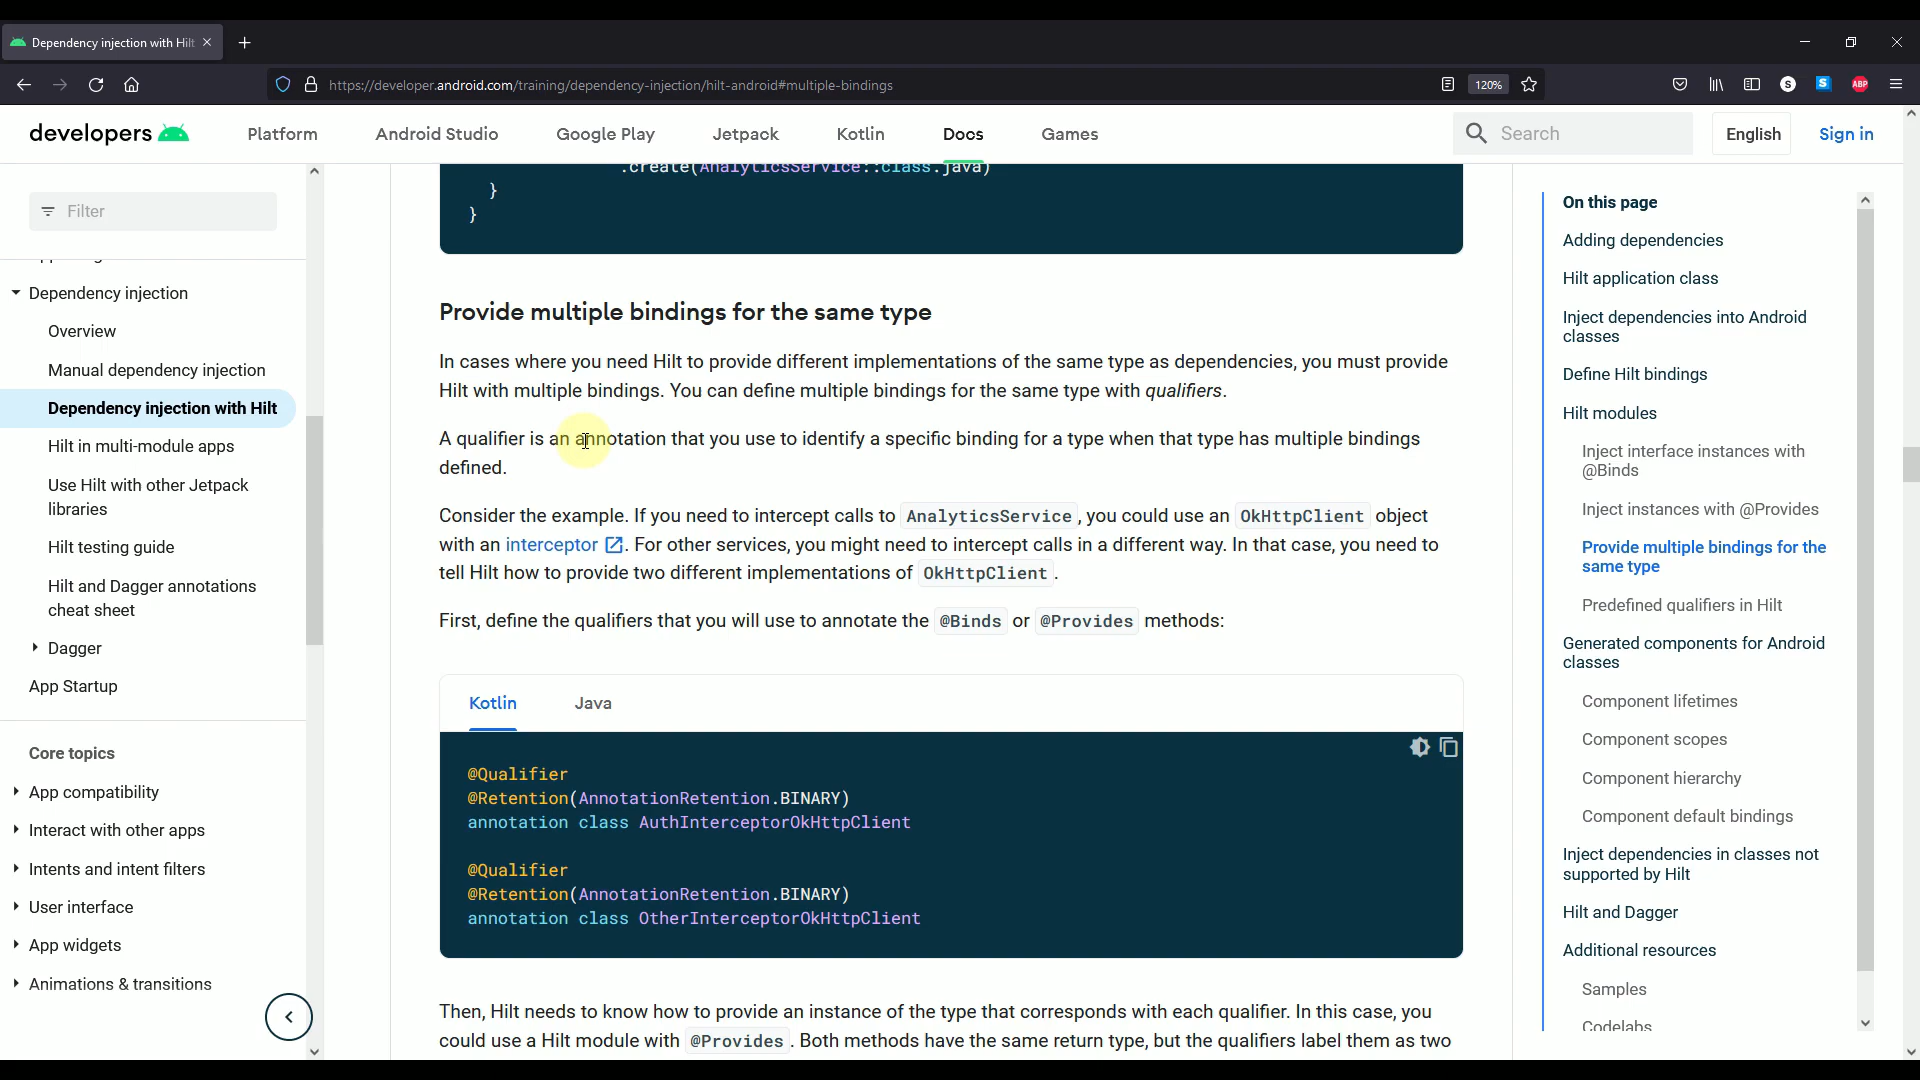 Dependency injection with Hilt
https://developer.android.com/training/dependency-injection/hilt-android#multiple-bindings
120%
S
S
ABP
developers
Platform
Android Studio
Google Play
Jetpack
Kotlin
Docs
Games
Search
English
Sign in
Filter
Dependency injection
Overview
Manual dependency injection
Dependency injection with Hilt
Hilt in multi-module apps
Use Hilt with other Jetpack
libraries
Hilt testing guide
Hilt and Dagger annotations
cheat sheet
Dagger
App Startup
Core topics
App compatibility
Interact with other apps
Intents and intent filters
User interface
App widgets
Animations & transitions
.create(AnalyticsService::class.java)
}
}
Provide multiple bindings for the same type
In cases where you need Hilt to provide different implementations of the same type as dependencies, you must provide
Hilt with multiple bindings. You can define multiple bindings for the same type with qualifiers.
A qualifier is an annotation that you use to identify a specific binding for a type when that type has multiple bindings
defined.
Consider the example. If you need to intercept calls to AnalyticsService, you could use an OkHttpClient object
with an interceptor. For other services, you might need to intercept calls in a different way. In that case, you need to
tell Hilt how to provide two different implementations of OkHttpClient.
First, define the qualifiers that you will use to annotate the @Binds or @Provides methods:
Kotlin
Java
@Qualifier
@Retention(AnnotationRetention.BINARY)
annotation class AuthInterceptorOkHttpClient
@Qualifier
@Retention(AnnotationRetention.BINARY)
annotation class OtherInterceptorOkHttpClient
Then, Hilt needs to know how to provide an instance of the type that corresponds with each qualifier. In this case, you
could use a Hilt module with @Provides. Both methods have the same return type, but the qualifiers label them as two
On this page
Adding dependencies
Hilt application class
Inject dependencies into Android
classes
Define Hilt bindings
Hilt modules
Inject interface instances with
@Binds
Inject instances with @Provides
Provide multiple bindings for the
same type
Predefined qualifiers in Hilt
Generated components for Android
classes
Component lifetimes
Component scopes
Component hierarchy
Component default bindings
Inject dependencies in classes not
supported by Hilt
Hilt and Dagger
Additional resources
Samples
Codelabs